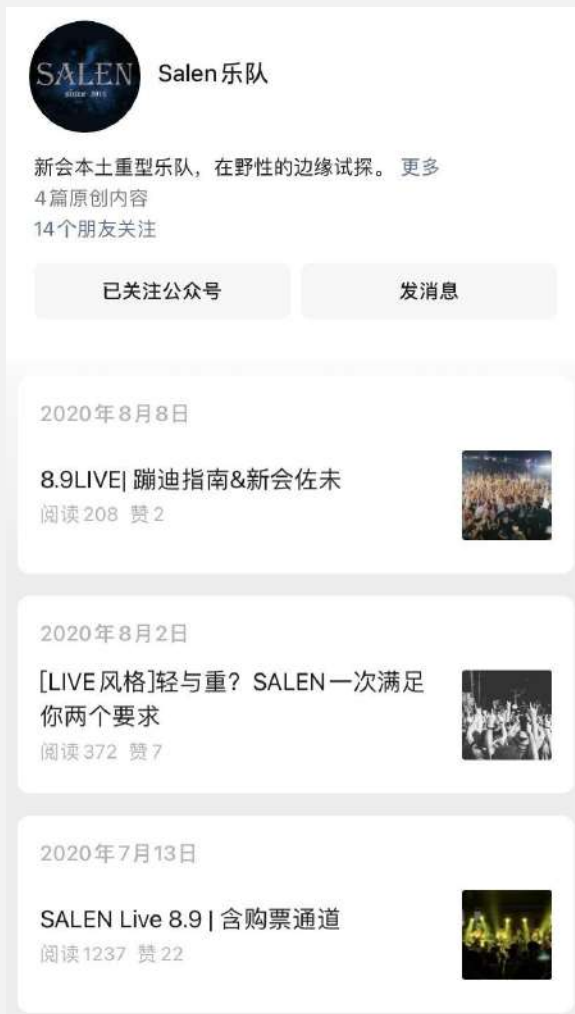 SALEN
since 2015
Salen乐队
新会本土重型乐队，在野性的边缘试探。 更多
4篇原创内容
14个朋友关注
已关注公众号
发消息
2020年8月8日
8.9LIVE| 蹦迪指南&新会佐未
阅读208 赞2
2020年8月2日
[LIVE风格]轻与重？SALEN一次满足
你两个要求
阅读372 赞7
2020年7月13日
SALEN Live 8.9 | 含购票通道
阅读1237 赞22